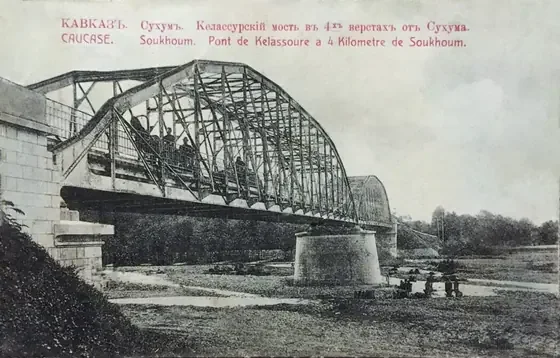 КАВКАЗЪ. Сухумъ. Келассурскій мостъ въ 4хъ верстахъ отъ Сухума.
CAUCASE. Soukhoum. Pont de Kelassoure a 4 Kilometre de Soukhoum.